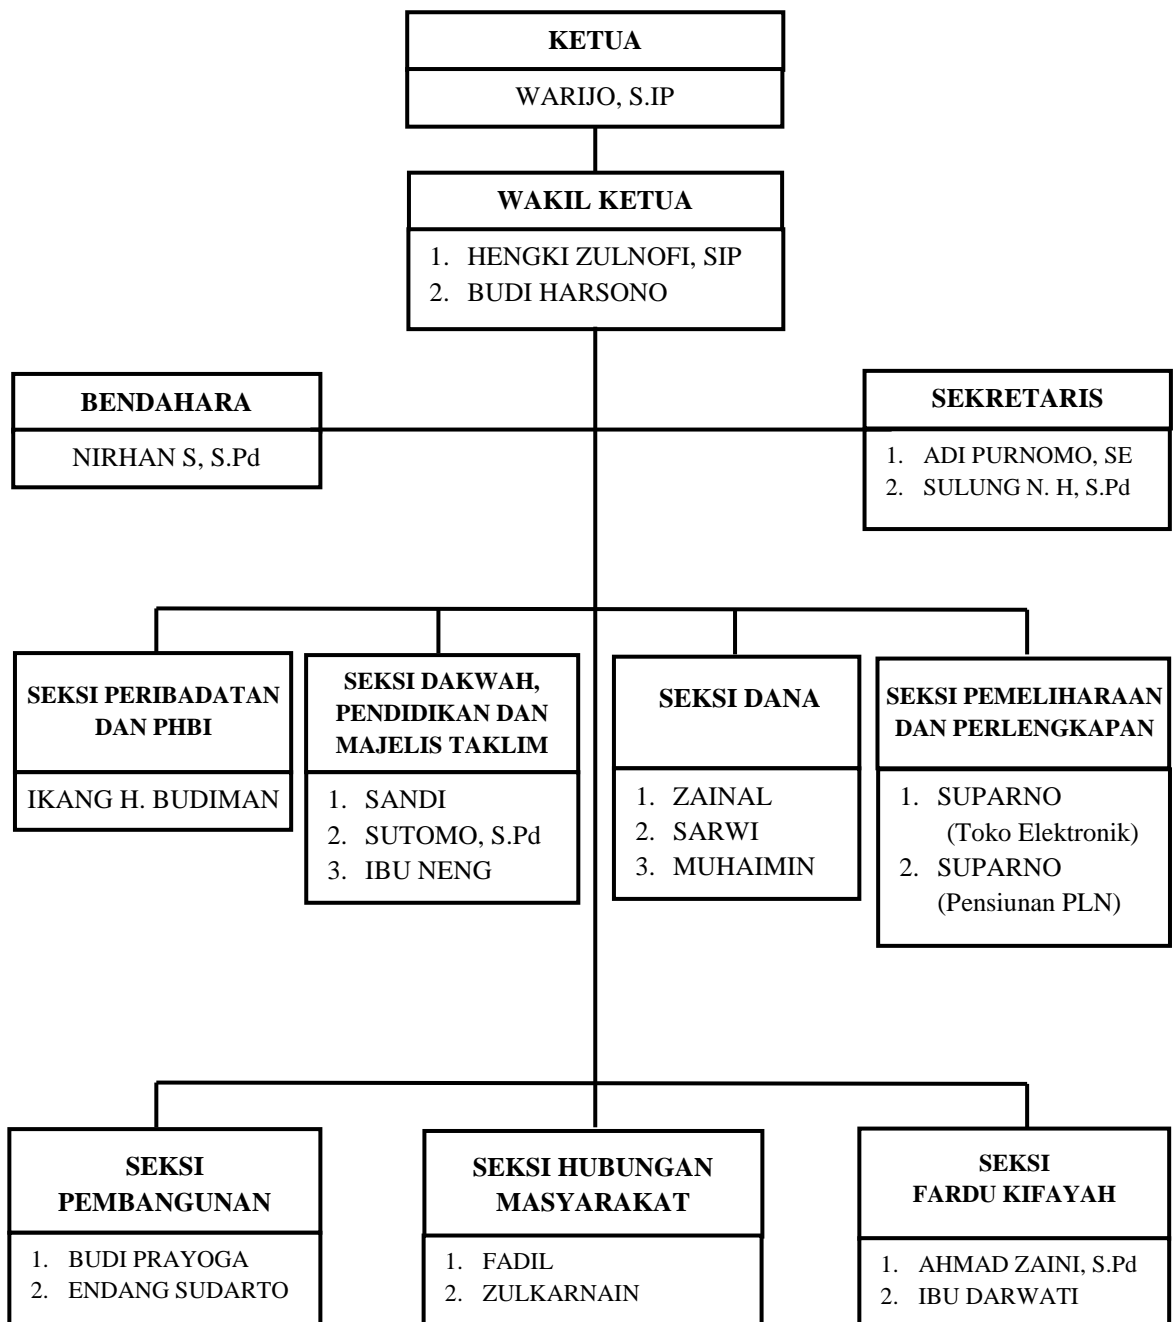 KETUA
WARIJO, S.IP
WAKIL KETUA
1. HENGKI ZULNOFI, SIP
2. BUDI HARSONO
BENDAHARA
NIRHAN S, S.Pd
SEKRETARIS
1. ADI PURNOMO, SE
2. SULUNG N. H, S.Pd
SEKSI PERIBADATAN
DAN PHBI
IKANG H. BUDIMAN
SEKSI DAKWAH,
PENDIDIKAN DAN
MAJELIS TAKLIM
1. SANDI
2. SUTOMO, S.Pd
3. IBU NENG
SEKSI DANA
1. ZAINAL
2. SARWI
3. MUHAIMIN
SEKSI PEMELIHARAAN
DAN PERLENGKAPAN
1. SUPARNO
(Toko Elektronik)
2. SUPARNO
(Pensiunan PLN)
SEKSI
PEMBANGUNAN
1. BUDI PRAYOGA
2. ENDANG SUDARTO
SEKSI HUBUNGAN
MASYARAKAT
1. FADIL
2. ZULKARNAIN
SEKSI
FARDU KIFAYAH
1. AHMAD ZAINI, S.Pd
2. IBU DARWATI